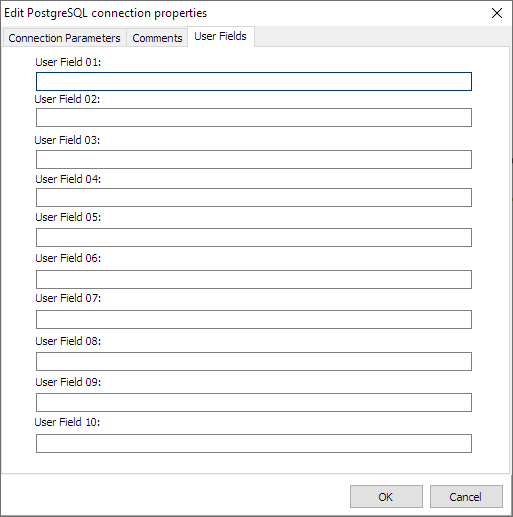 Edit PostgreSQL connection properties
Connection Parameters Comments User Fields
User Field 01:
User Field 02:
User Field 03:
User Field 04:
User Field 05:
User Field 06:
User Field 07:
User Field 08:
User Field 09:
User Field 10:
OK Cancel